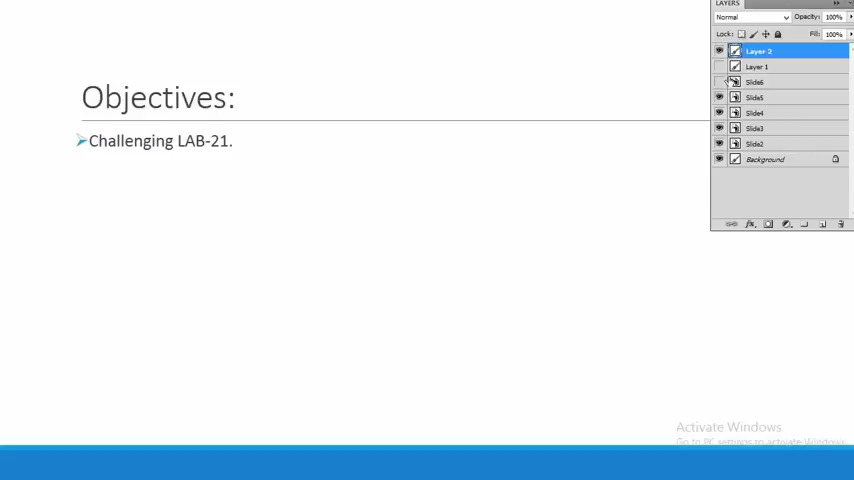 LAYERS
Normal Opacity: 100%
Lock: Fill: 100%
Layer 2
Layer 1
Slide6
Slide5
Slide4
Slide3
Slide2
Background
Objectives:
Challenging LAB-21.
Activate Windows
Go to PC settings to activate Windows.